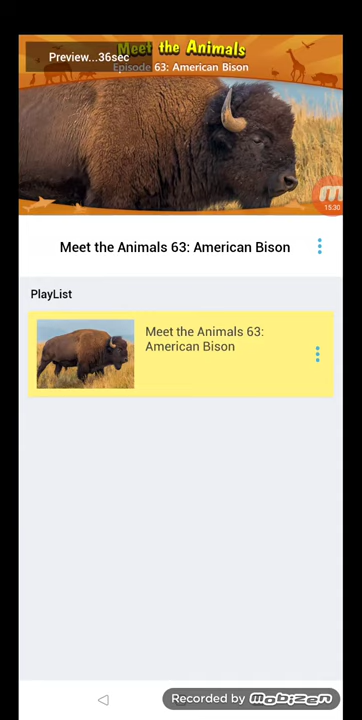 Meet the Animals
Preview...36sec
Episode 63: American Bison
15:30
Meet the Animals 63: American Bison
PlayList
Meet the Animals 63:
American Bison
Recorded by mobizen